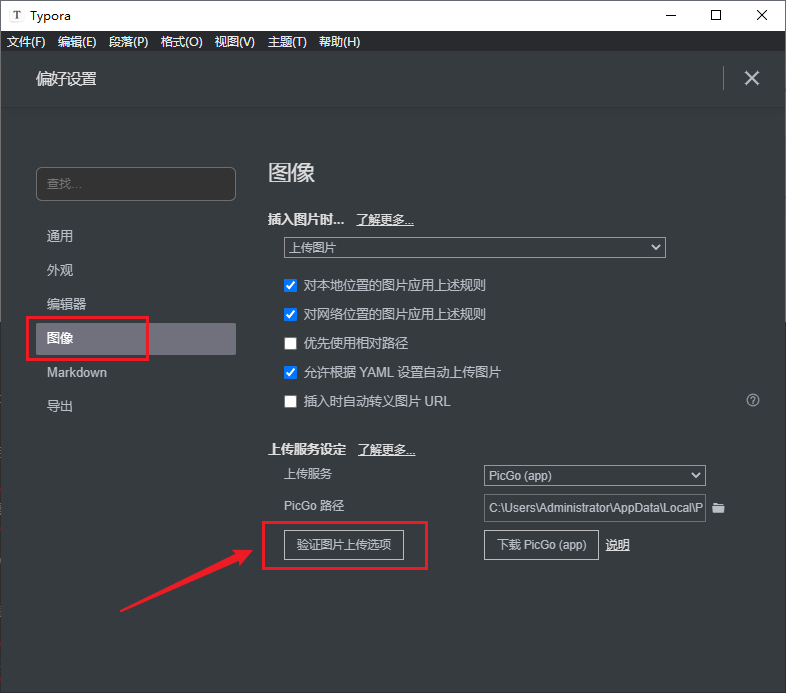 Typora
文件(F) 编辑(E) 段落(P) 格式(O) 视图(V) 主题(T) 帮助(H)
偏好设置
查找...
通用
外观
编辑器
图像
Markdown
导出
图像
插入图片时... 了解更多...
上传图片
对本地位置的图片应用上述规则
对网络位置的图片应用上述规则
优先使用相对路径
允许根据 YAML 设置自动上传图片
插入时自动转义图片 URL
上传服务设定 了解更多...
上传服务 PicGo (app)
PicGo 路径 C:\Users\Administrator\AppData\Local\P
验证图片上传选项 下载 PicGo (app) 说明